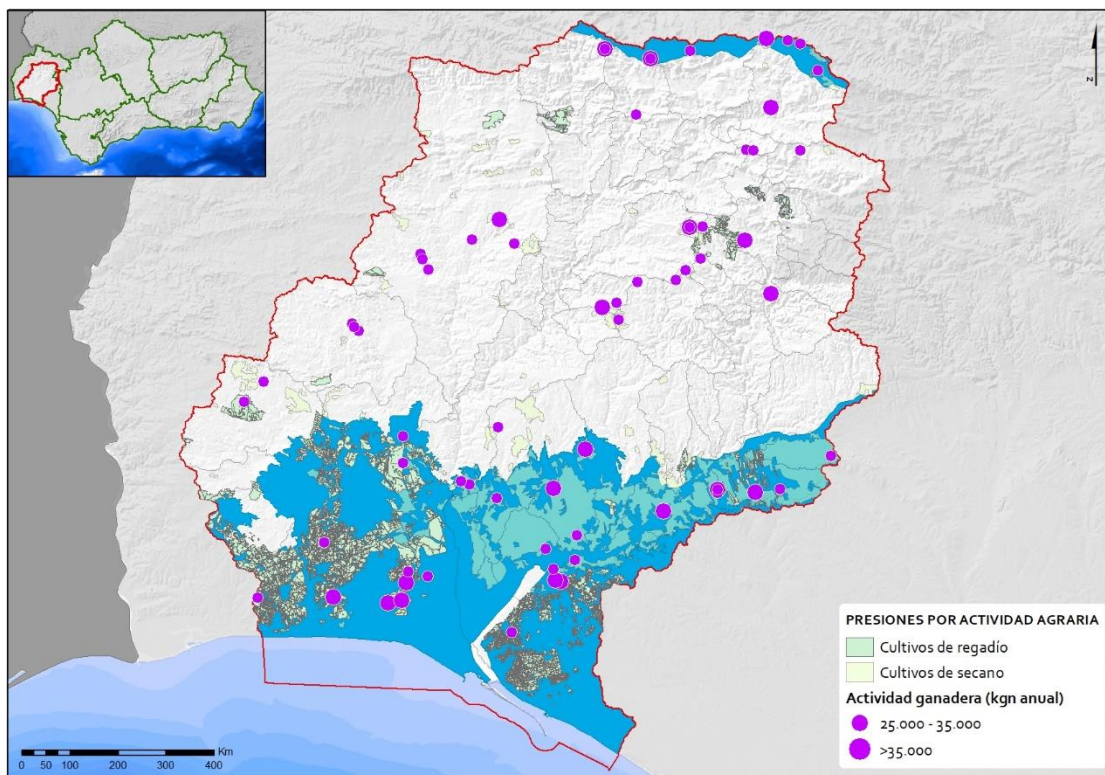 N
PRESIONES POR ACTIVIDAD AGRARIA
Cultivos de regadío
Cultivos de secano
Actividad ganadera (kgn anual)
25.000 - 35.000
>35.000
Km
0 50 100 200 300 400